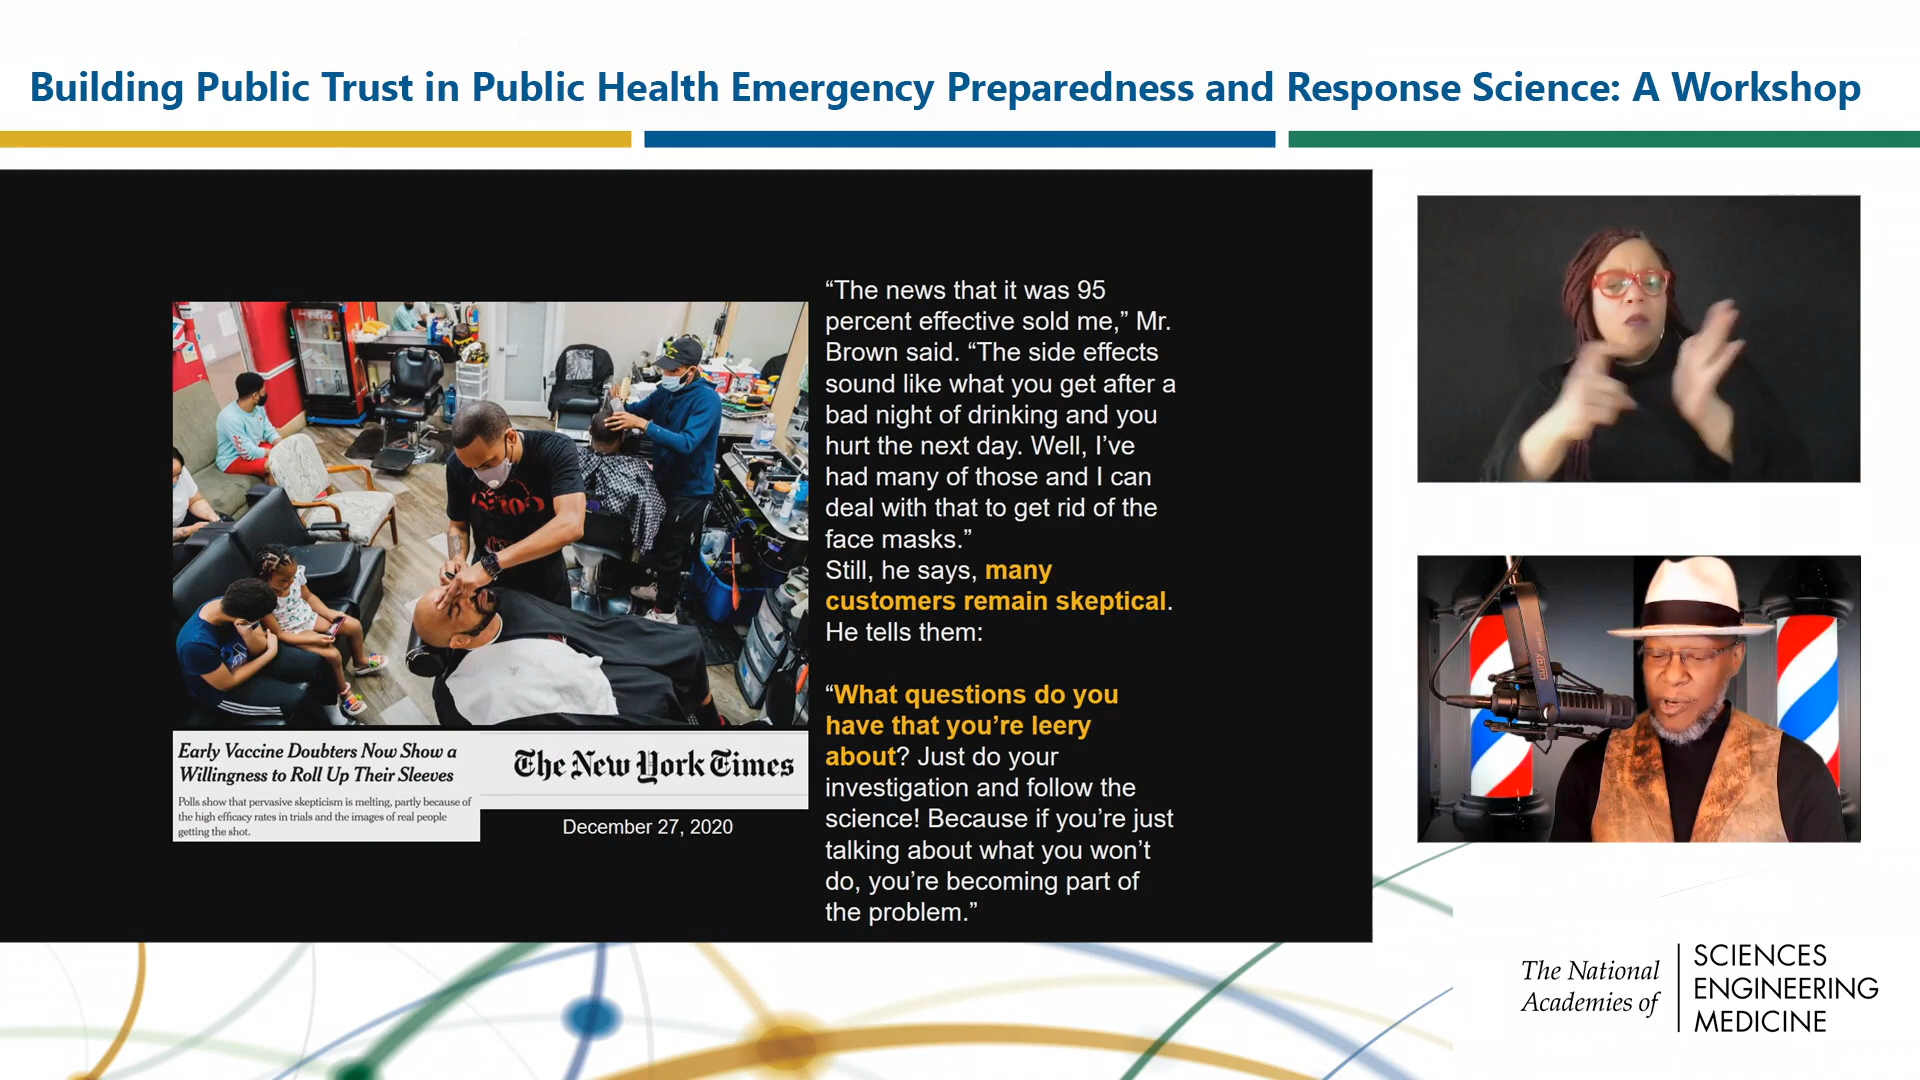 Building Public Trust in Public Health Emergency Preparedness and Response Science: A Workshop
“The news that it was 95
percent effective sold me,” Mr.
Brown said. “The side effects
sound like what you get after a
bad night of drinking and you
hurt the next day. Well, I’ve
had many of those and I can
deal with that to get rid of the
face masks.”
Still, he says, many
customers remain skeptical.
He tells them:
“What questions do you
have that you’re leery
about? Just do your
investigation and follow the
science! Because if you’re just
talking about what you won’t
do, you’re becoming part of
the problem.”
Early Vaccine Doubters Now Show a
Willingness to Roll Up Their Sleeves
Polls show that pervasive skepticism is melting, partly because of
the high efficacy rates in trials and the images of real people
getting the shot.
The New York Times
December 27, 2020
The National
Academies of
SCIENCES
ENGINEERING
MEDICINE